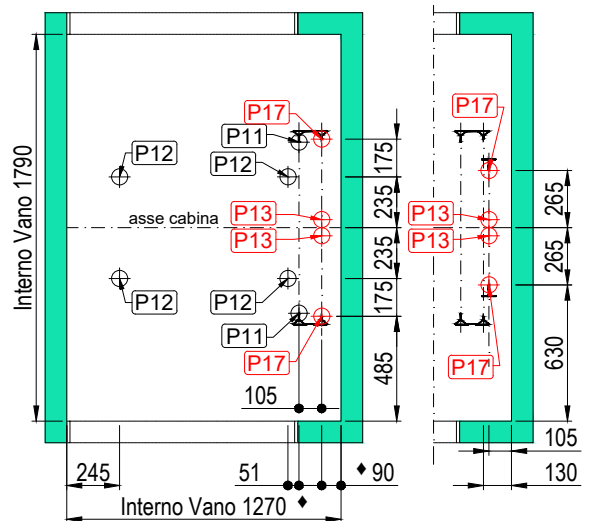 P17
P11
P12
P12
P13
P13
P12
P12
P11
P17
asse cabina
Interno Vano 1790
175
235
235
175
485
105
245
51
♦ 90
Interno Vano 1270 ♦
P17
P13
P13
P17
265
265
630
105
130